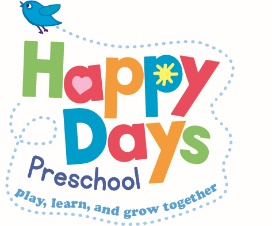 Happy
Days
Preschool
play, learn, and grow together